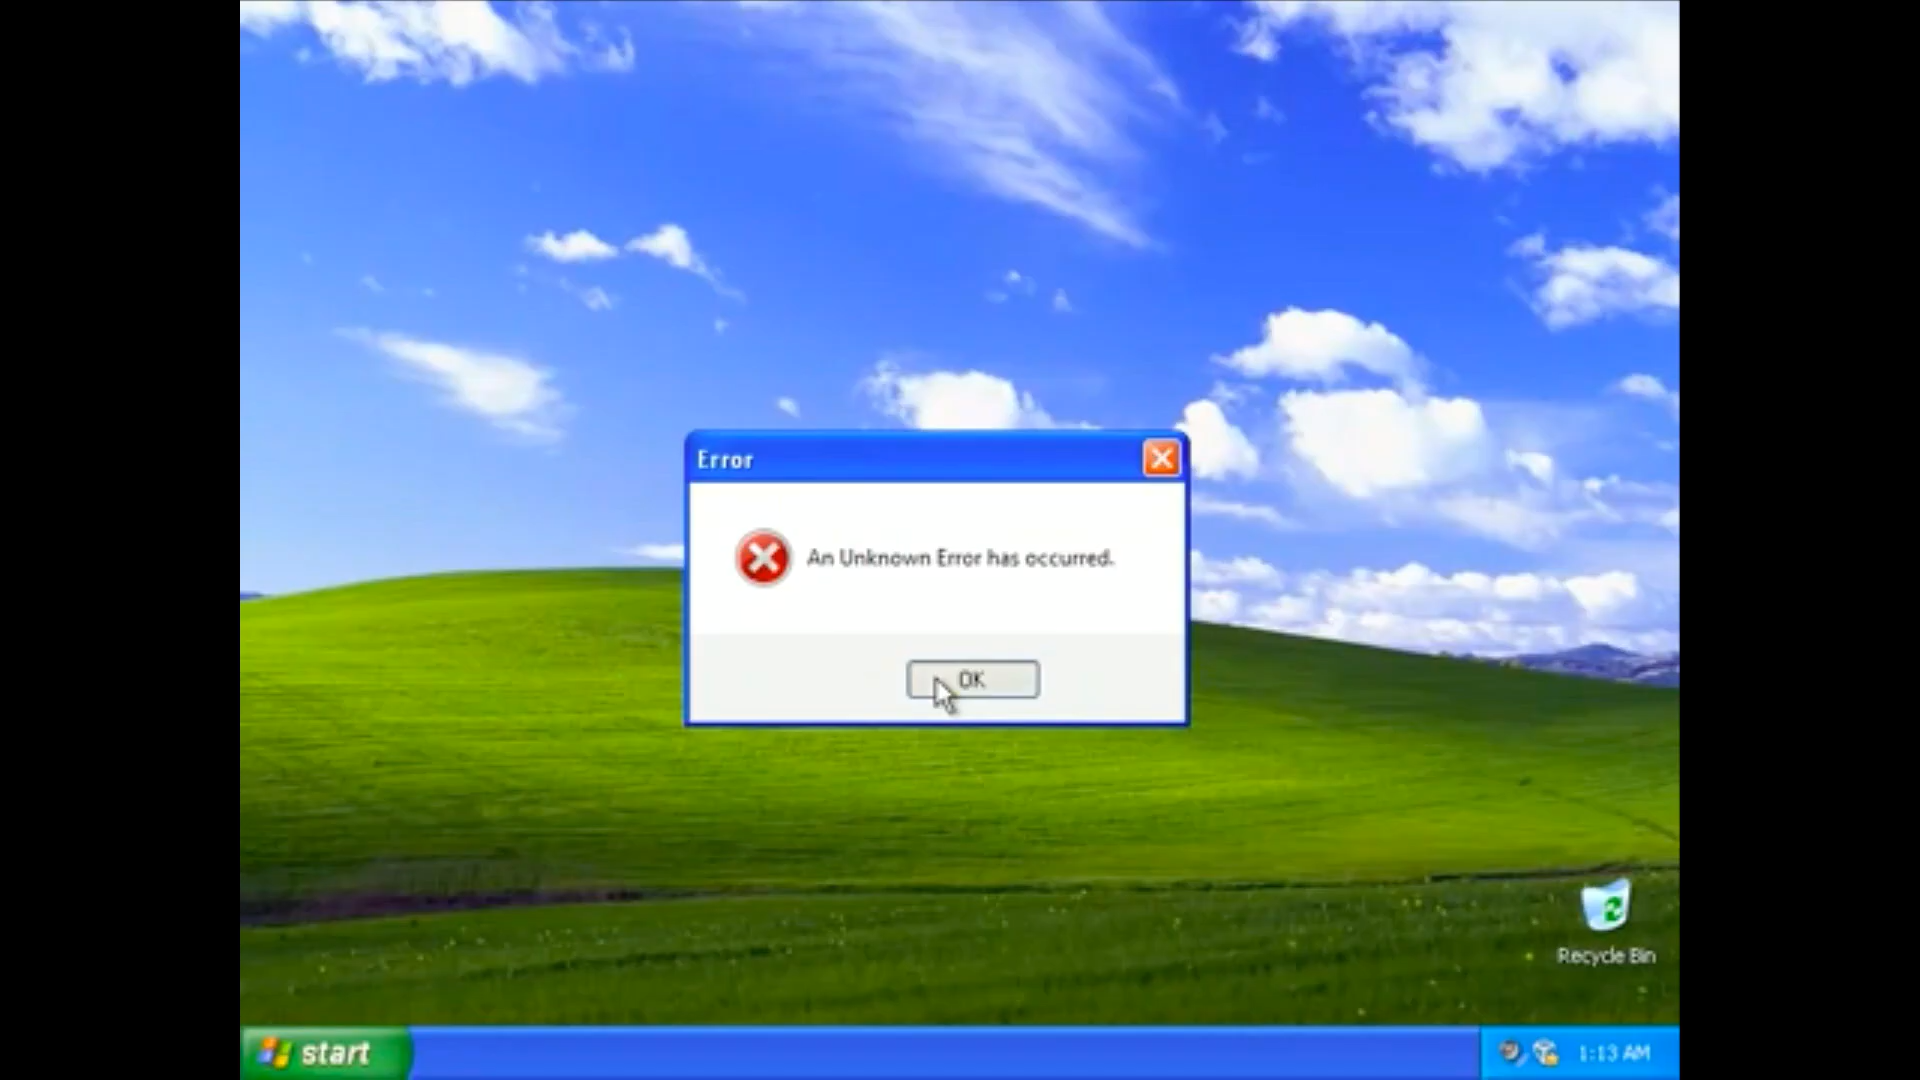 Error
An Unknown Error has occurred.
OK
Recycle Bin
start
1:13 AM